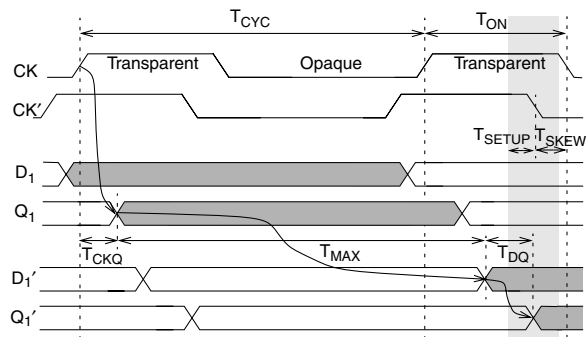 T_CYC T_ON
CK Transparent Opaque Transparent
CK′
T_SETUP T_SKEW
D_1
Q_1
T_CKQ T_MAX T_DQ
D_1′
Q_1′